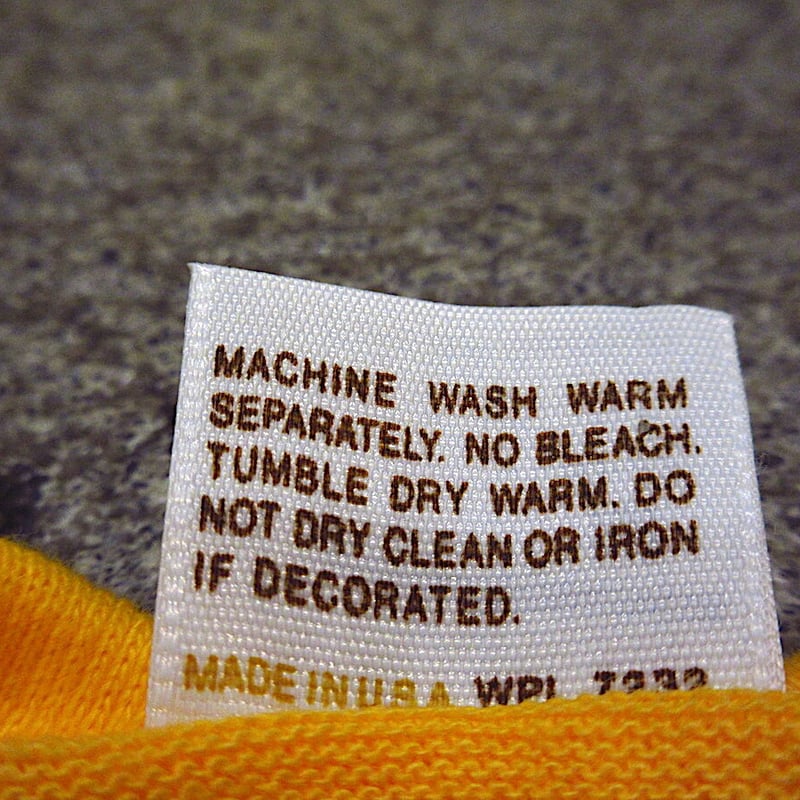 MACHINE WASH WARM
SEPARATELY. NO BLEACH.
TUMBLE DRY WARM. DO
NOT DRY CLEAN OR IRON
IF DECORATED.
MADE IN U.S.A. WPL